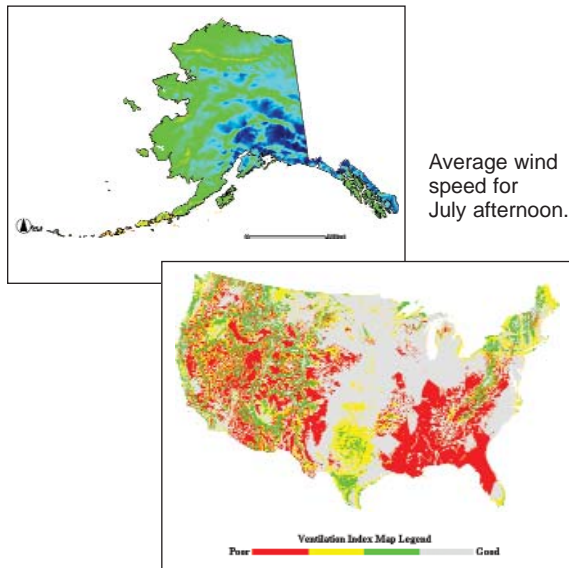 Average wind
speed for
July afternoon.
Ventilation Index Map Legend
Poor
Good